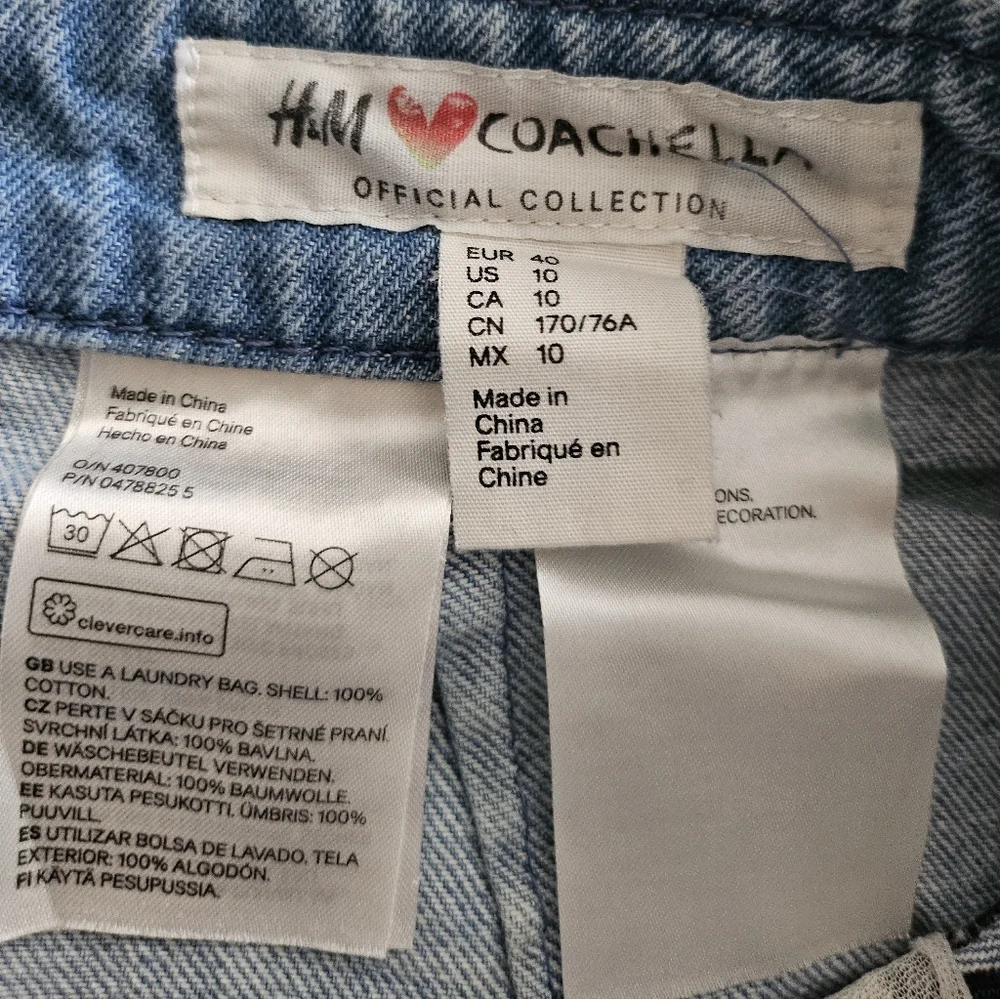 H&M COACHELLA
OFFICIAL COLLECTION
EUR 40
US 10
CA 10
CN 170/76A
MX 10
Made in
China
Fabriqué en
Chine
Made in China
Fabriqué en Chine
Hecho en China
O/N 407800
P/N 0478825 5
30
clevercare.info
GB USE A LAUNDRY BAG. SHELL: 100%
COTTON.
CZ PERTE V SÁČKU PRO ŠETRNÉ PRANÍ.
SVRCHNÍ LÁTKA: 100% BAVLNA.
DE WÄSCHEBEUTEL VERWENDEN.
OBERMATERIAL: 100% BAUMWOLLE.
EE KASUTA PESUKOTTI. ÜMBRIS: 100%
PUUVILL.
ES UTILIZAR BOLSA DE LAVADO. TELA
EXTERIOR: 100% ALGODÓN.
FI KÄYTÄ PESUPUSSIA.
ONS.
ECORATION.